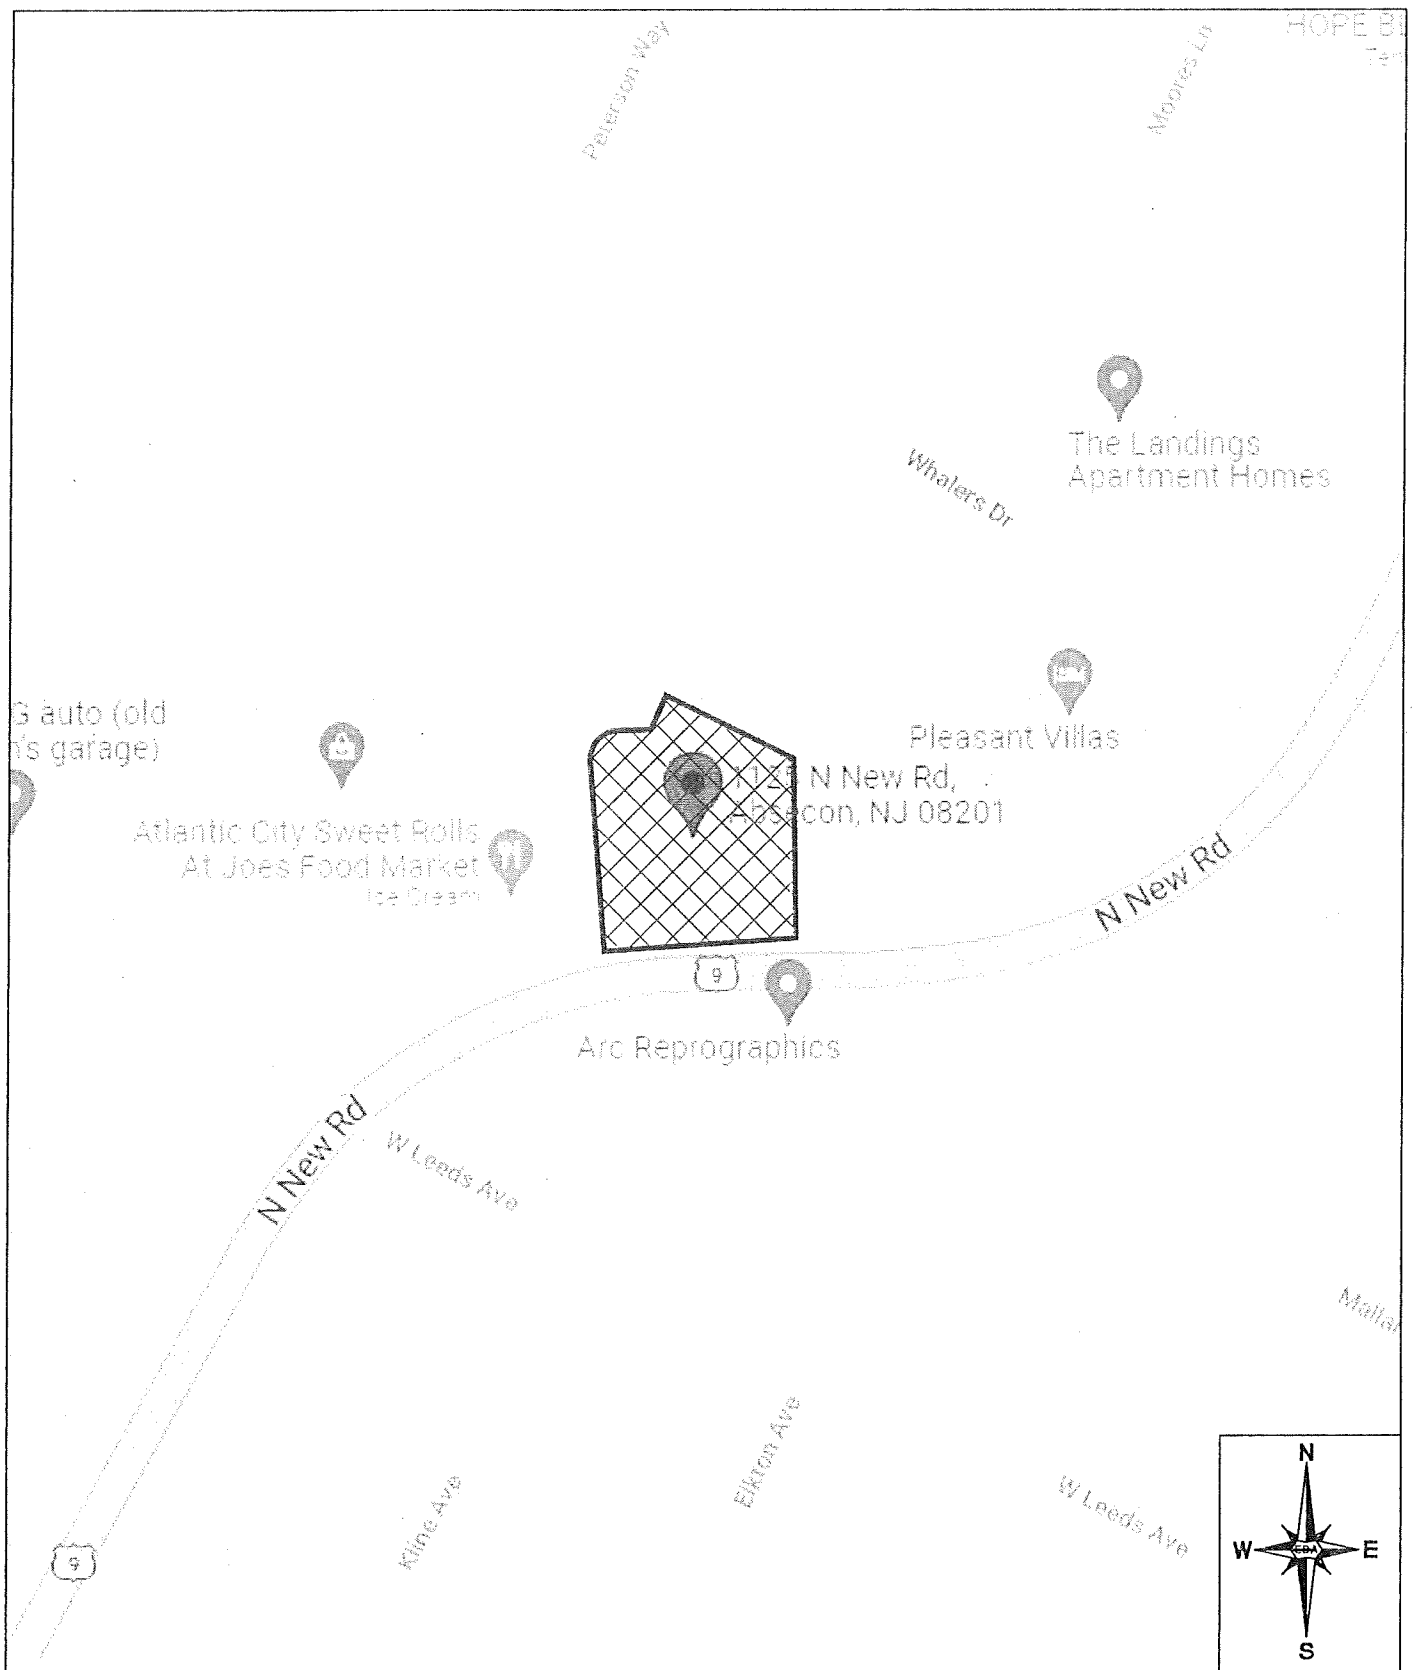 HOPE
Peterson Way
Moores Ln
The Landings
Apartment Homes
Whalers Dr
G auto (old
n's garage)
Pleasant Villas
1125 N New Rd,
Absecon, NJ 08201
Atlantic City Sweet Rolls
At Joes Food Market
Ice Cream
N New Rd
9
Arc Reprographics
N New Rd
W Leeds Ave
Elkton Ave
Kline Ave
W Leeds Ave
9
N
W
E
S